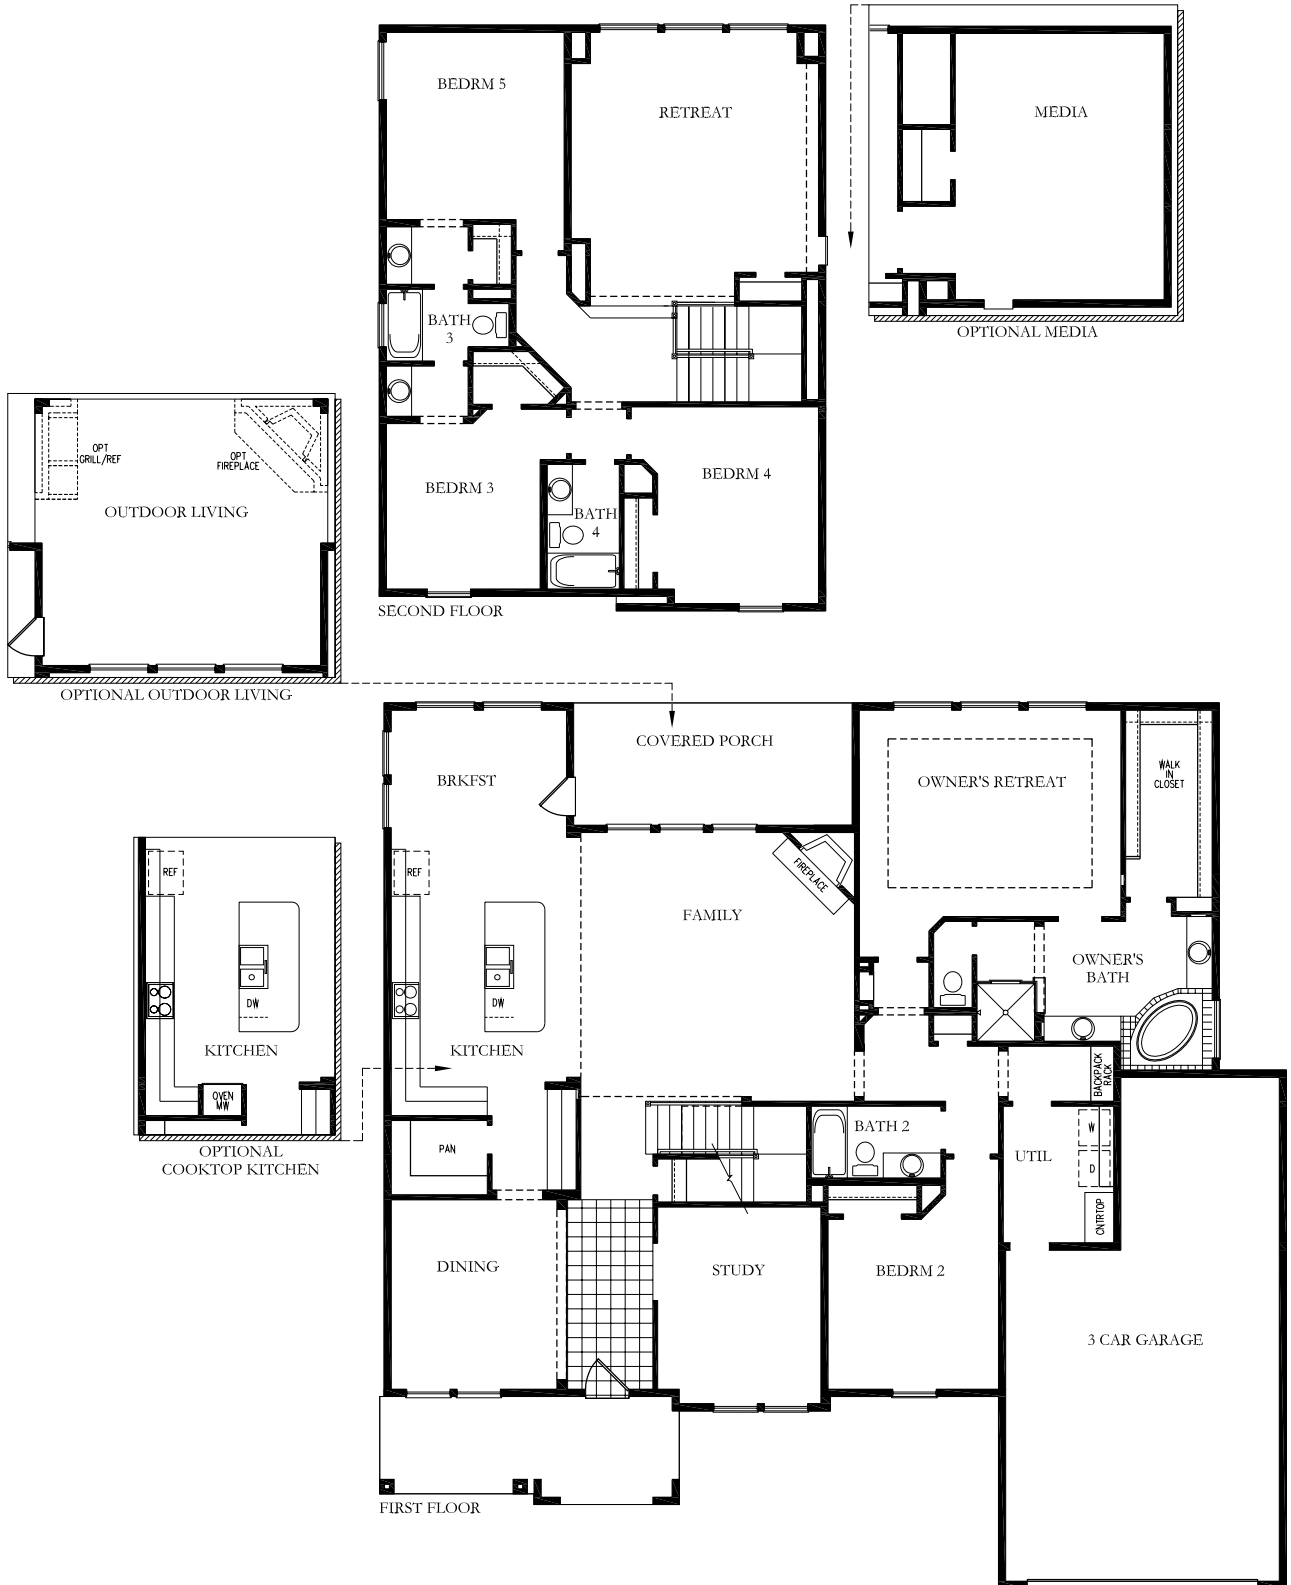 BEDRM 5
RETREAT
MEDIA
BATH
3
OPTIONAL MEDIA
OPT
GRILL/REF
OPT
FIREPLACE
OUTDOOR LIVING
BEDRM 3
BATH
4
BEDRM 4
SECOND FLOOR
OPTIONAL OUTDOOR LIVING
COVERED PORCH
BRKFST
OWNER'S RETREAT
WALK
IN
CLOSET
REF
REF
FIREPLACE
FAMILY
OWNER'S
BATH
DW
DW
KITCHEN
KITCHEN
OVEN
MW
BACKPACK
RACK
OPTIONAL
COOKTOP KITCHEN
PAN
BATH 2
UTIL
W
D
CNTRTOP
DINING
STUDY
BEDRM 2
3 CAR GARAGE
FIRST FLOOR